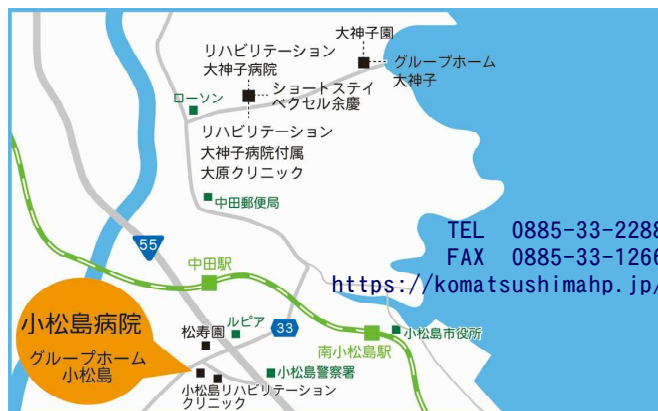 大神子園
リハビリテーション
大神子病院
グループホーム
大神子
ショートステイ
ベクセル余慶
ローソン
リハビリテーション
大神子病院付属
大原クリニック
中田郵便局
TEL 0885-33-2288
FAX 0885-33-1266
https://komatsushimahp.jp/
55
中田駅
小松島病院
グループホーム
小松島
松寿園
ルピア
33
小松島市役所
南小松島駅
小松島警察署
小松島リハビリテーション
クリニック